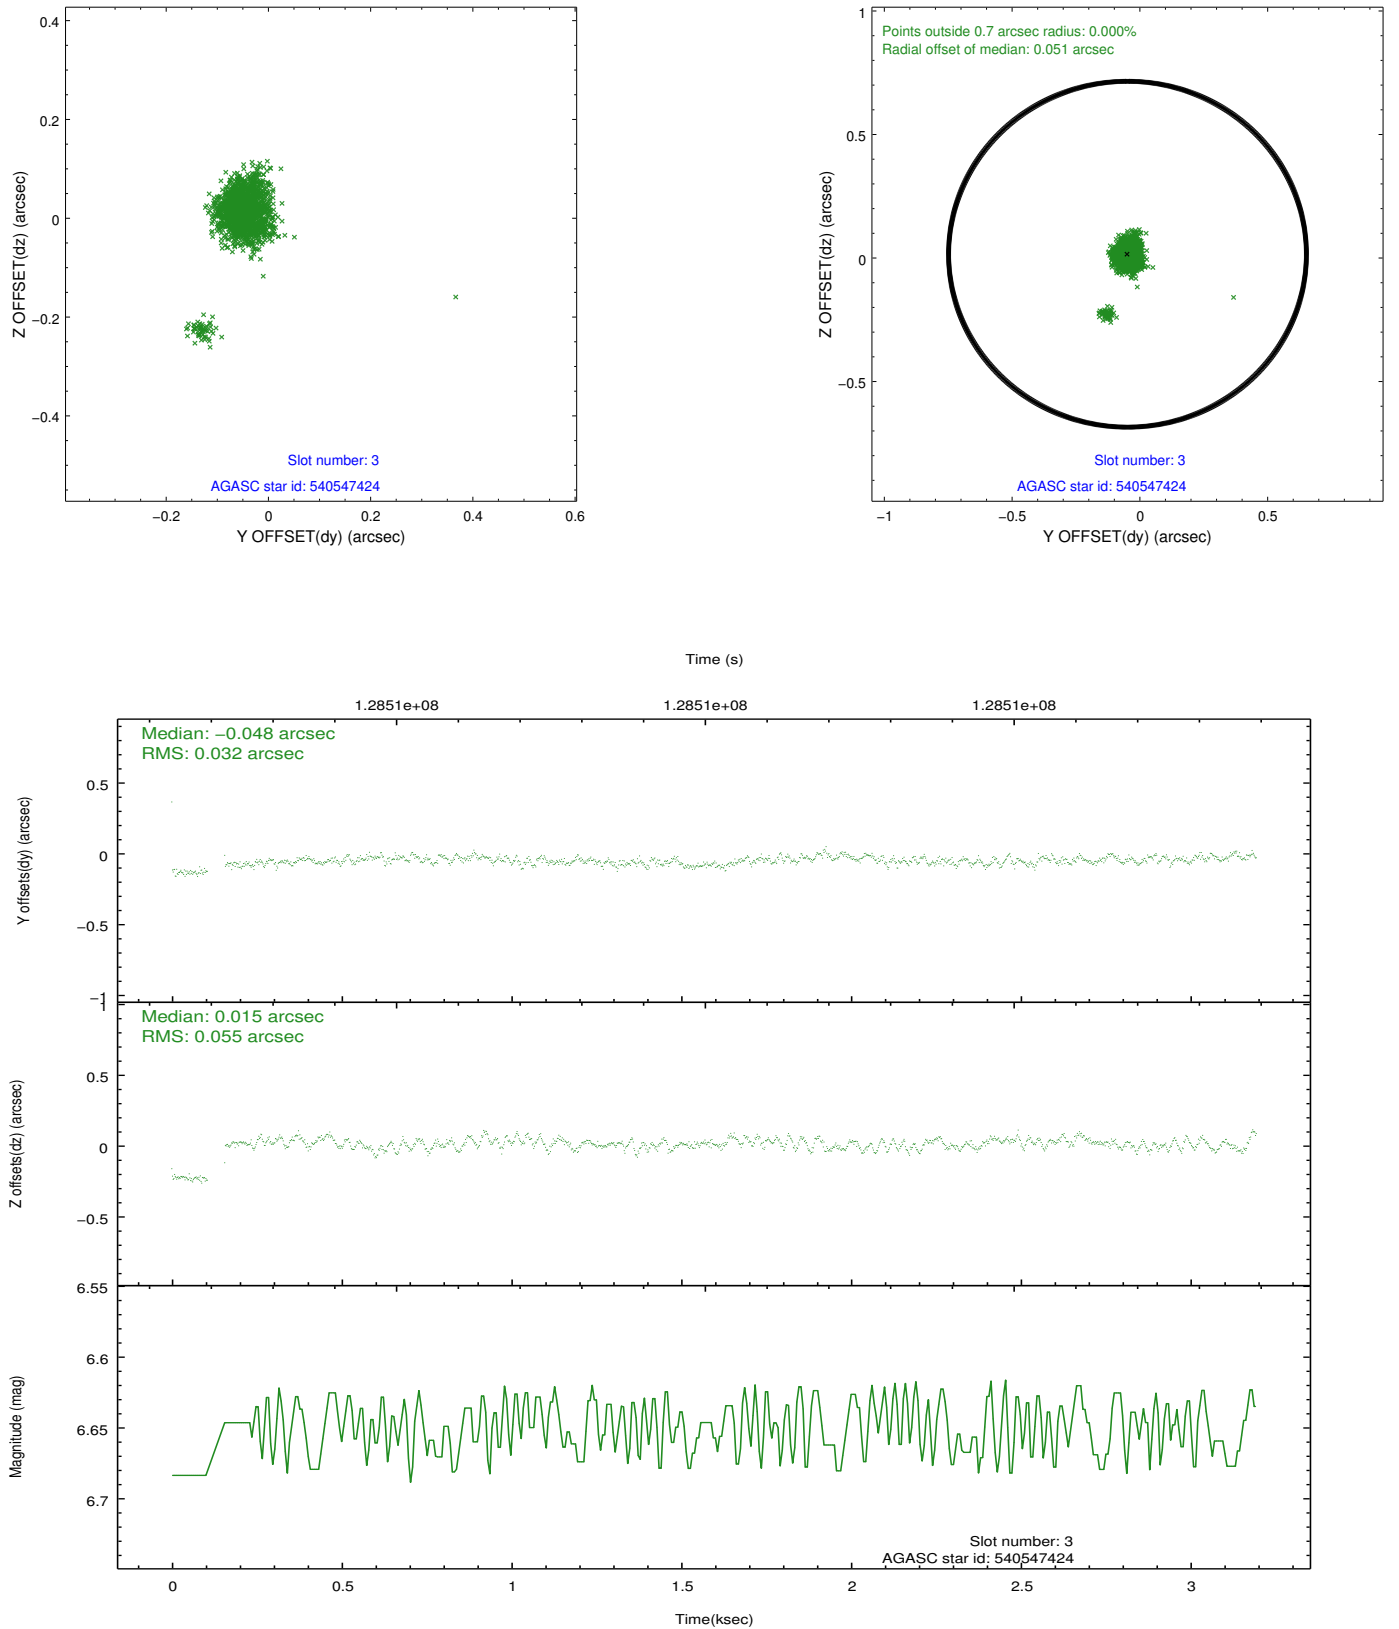 0.4
0.2
0
−0.2
−0.4
Z OFFSET(dz) (arcsec)
Slot number: 3
AGASC star id: 540547424
−0.2 0 0.2 0.4 0.6
Y OFFSET(dy) (arcsec)
1
0.5
0
−0.5
Z OFFSET(dz) (arcsec)
Points outside 0.7 arcsec radius: 0.000%
Radial offset of median: 0.051 arcsec
Slot number: 3
AGASC star id: 540547424
−1 −0.5 0 0.5
Y OFFSET(dy) (arcsec)
Time (s)
1.2851e+08 1.2851e+08 1.2851e+08
Median: −0.048 arcsec
RMS: 0.032 arcsec
0.5
0
−0.5
−1
Y offsets(dy) (arcsec)
1
Median: 0.015 arcsec
RMS: 0.055 arcsec
0.5
0
−0.5
Z offsets(dz) (arcsec)
6.55
6.6
6.65
6.7
Magnitude (mag)
Slot number: 3
AGASC star id: 540547424
0 0.5 1 1.5 2 2.5 3
Time(ksec)